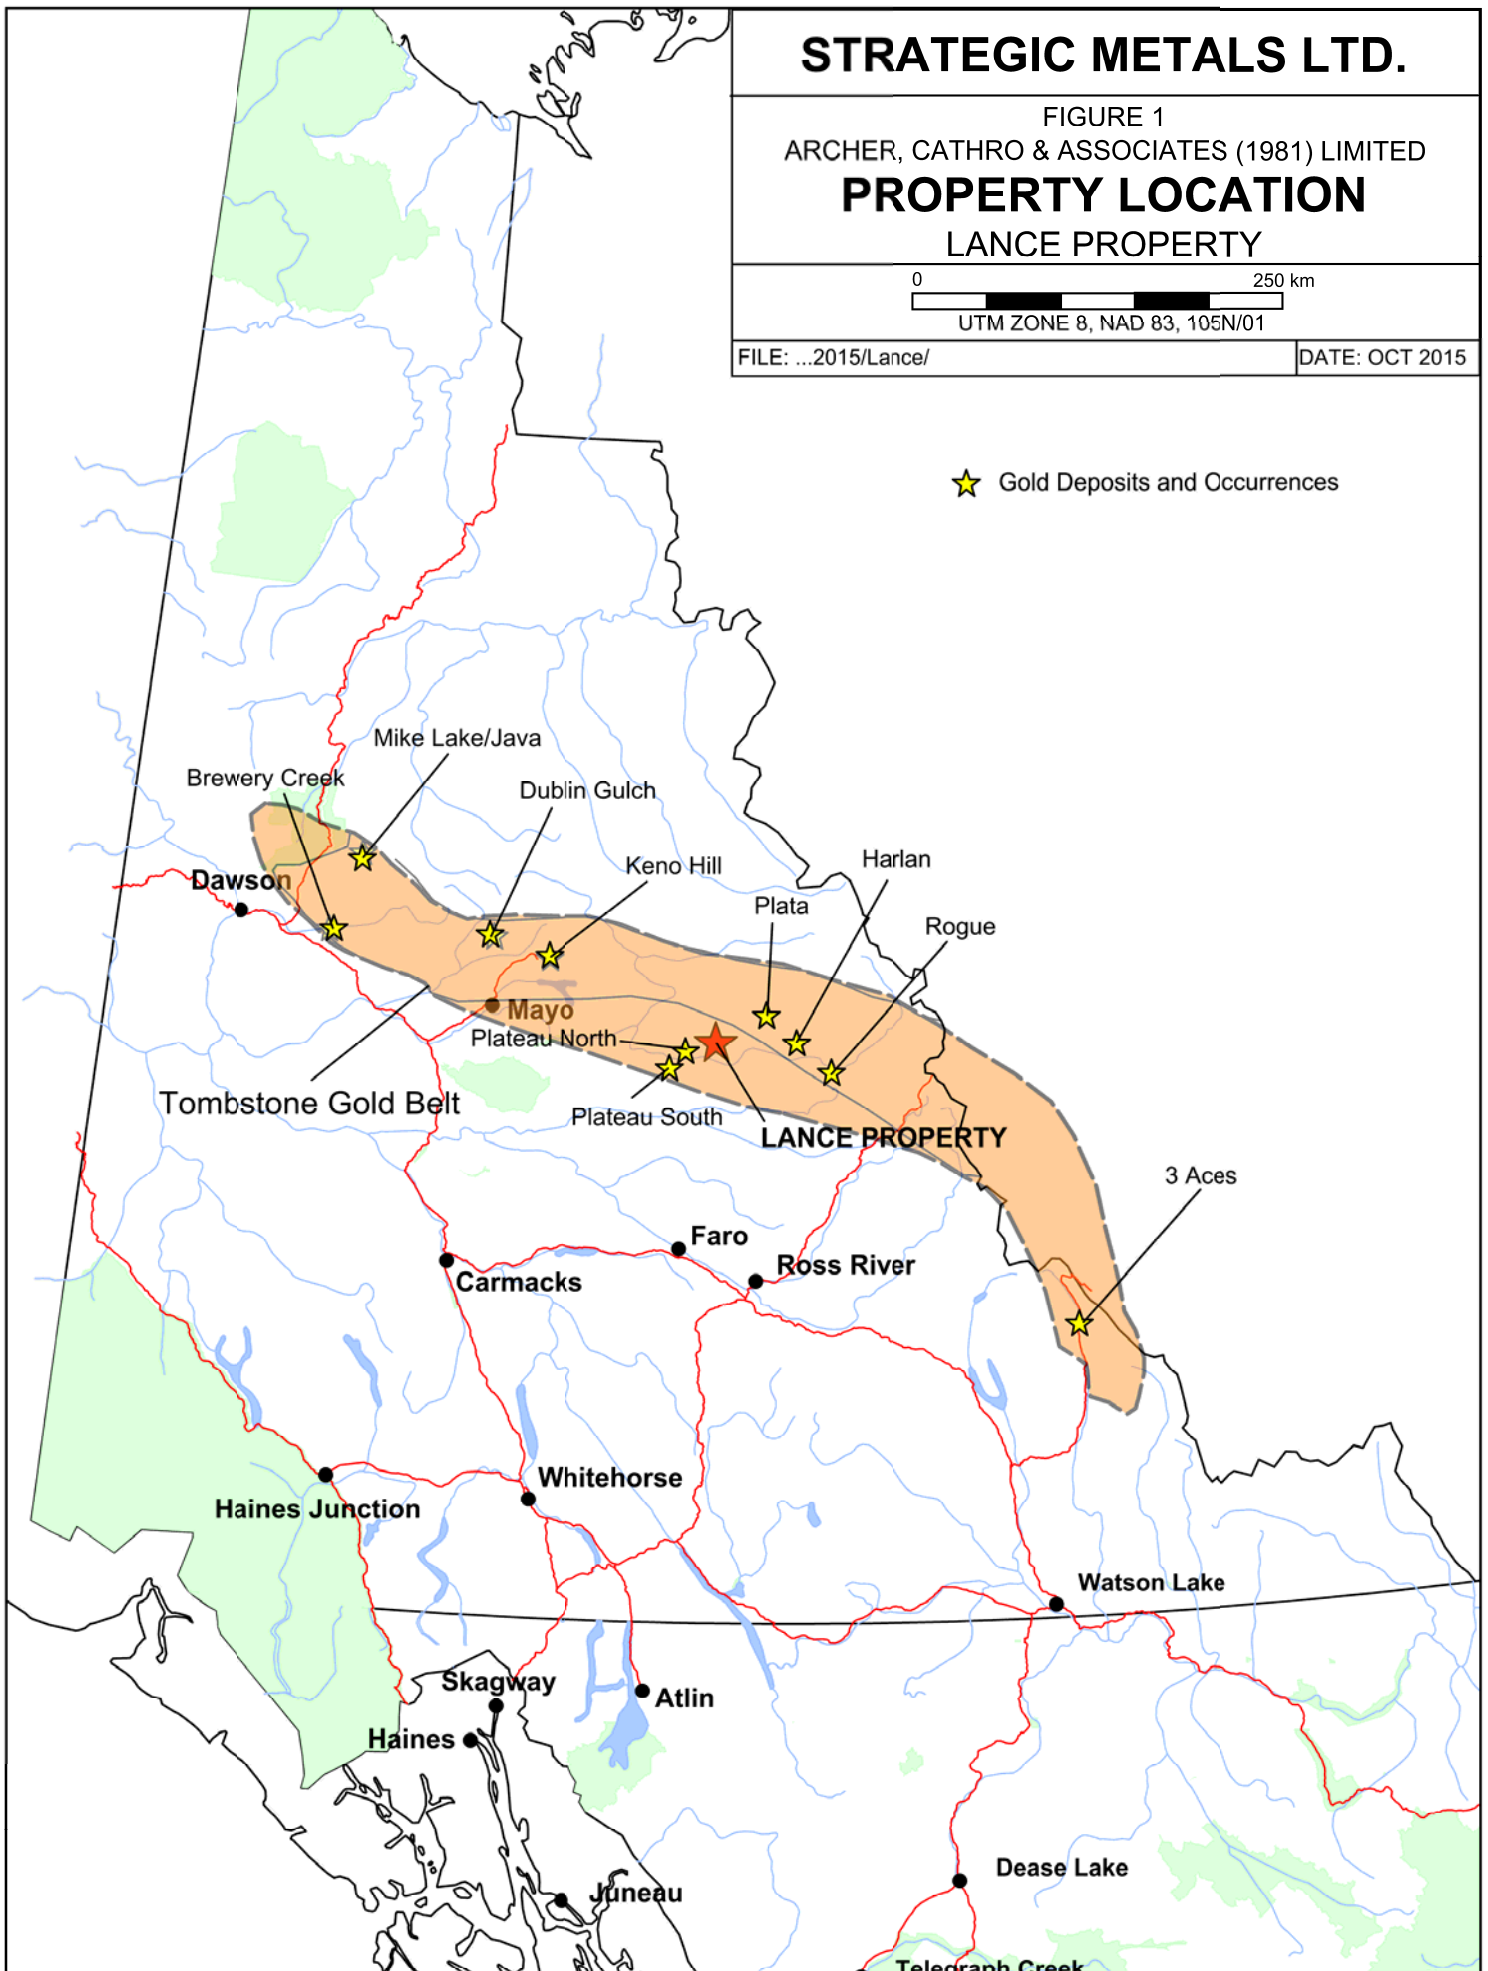 STRATEGIC METALS LTD.
FIGURE 1
ARCHER, CATHRO & ASSOCIATES (1981) LIMITED
PROPERTY LOCATION
LANCE PROPERTY
0 250 km
UTM ZONE 8, NAD 83, 105N/01
FILE: ...2015/Lance/
DATE: OCT 2015
Gold Deposits and Occurrences
Mike Lake/Java
Brewery Creek
Dublin Gulch
Keno Hill
Harlan
Dawson
Plata
Rogue
Mayo
Plateau North
Tombstone Gold Belt
Plateau South
LANCE PROPERTY
3 Aces
Faro
Ross River
Carmacks
Whitehorse
Haines Junction
Watson Lake
Skagway
Atlin
Haines
Dease Lake
Juneau
Telegraph Creek